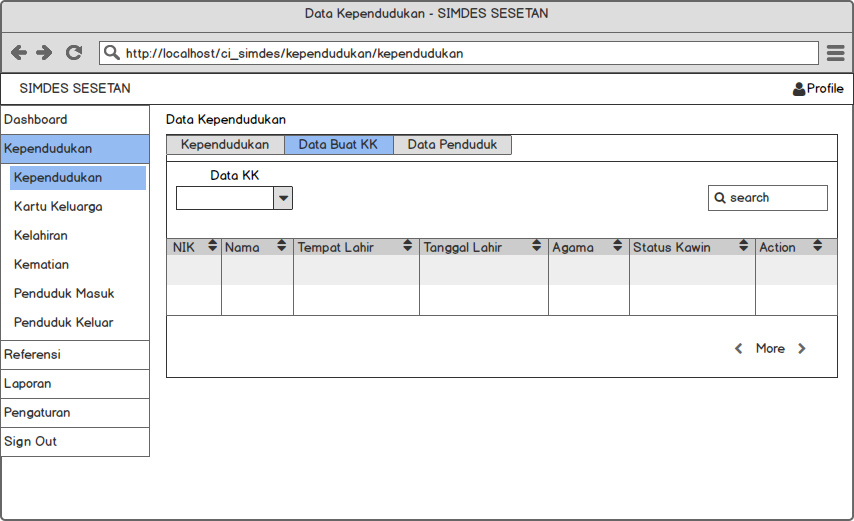 Data Kependudukan - SIMDES SESETAN
http://localhost/ci_simdes/kependudukan/kependudukan
SIMDES SESETAN
Profile
Dashboard
Kependudukan
Kependudukan
Kartu Keluarga
Kelahiran
Kematian
Penduduk Masuk
Penduduk Keluar
Referensi
Laporan
Pengaturan
Sign Out
Data Kependudukan
Kependudukan Data Buat KK Data Penduduk
Data KK
search
NIK Nama Tempat Lahir Tanggal Lahir Agama Status Kawin Action
More